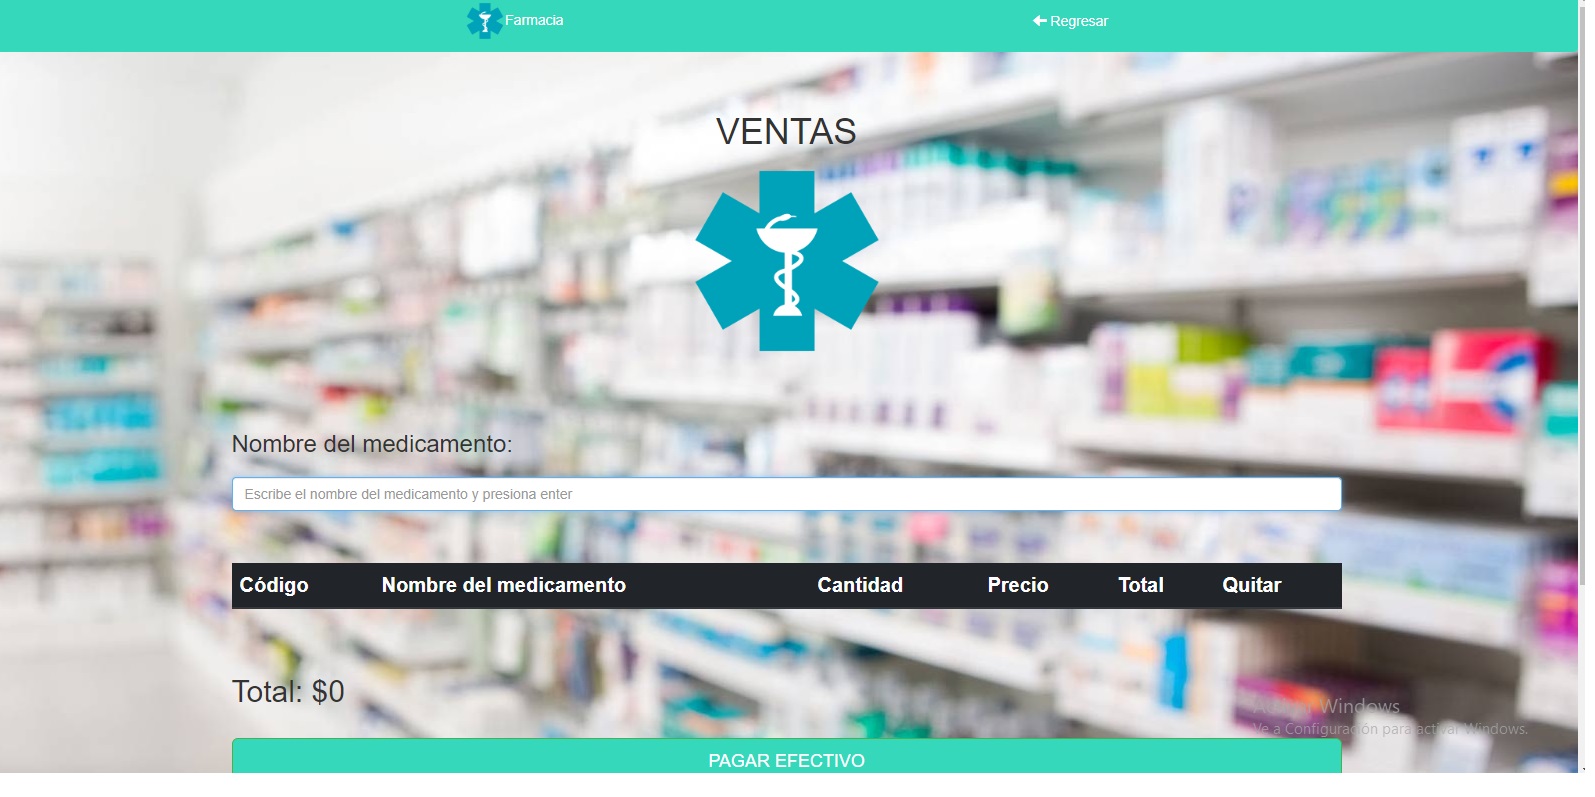 Farmacia
Regresar
VENTAS
Nombre del medicamento:
Escribe el nombre del medicamento y presiona enter
Código Nombre del medicamento Cantidad Precio Total Quitar
Total: $0
Activar Windows
Ve a Configuración para activar Windows.
PAGAR EFECTIVO